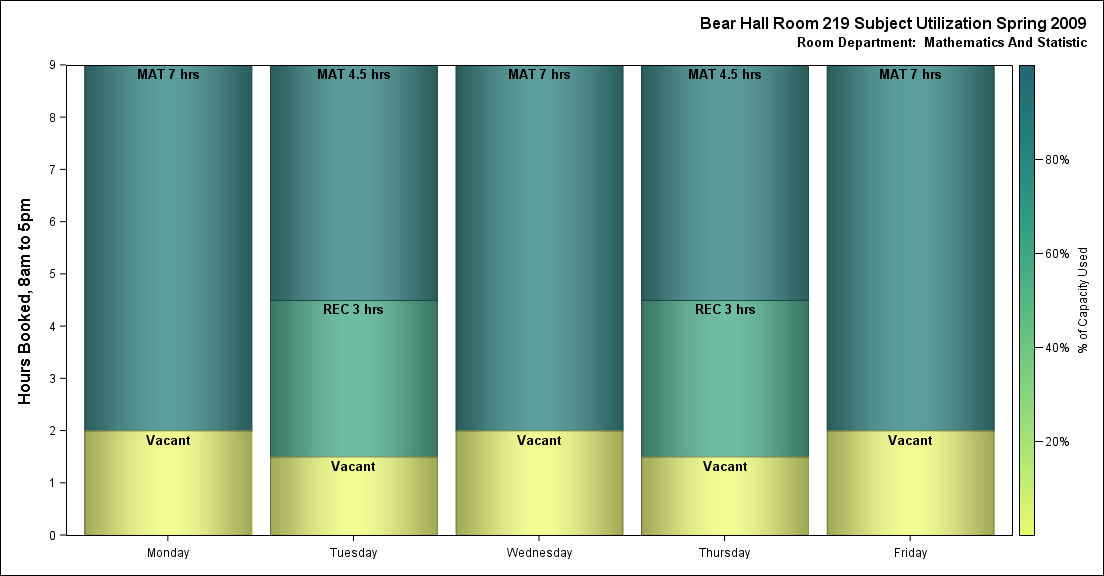 Bear Hall Room 219 Subject Utilization Spring 2009
Room Department:  Mathematics And Statistic
Hours Booked, 8am to 5pm
9
8
7
6
5
4
3
2
1
0
MAT 7 hrs
Vacant
MAT 4.5 hrs
REC 3 hrs
Vacant
MAT 7 hrs
Vacant
MAT 4.5 hrs
REC 3 hrs
Vacant
MAT 7 hrs
Vacant
Monday
Tuesday
Wednesday
Thursday
Friday
80%
60%
40%
20%
% of Capacity Used